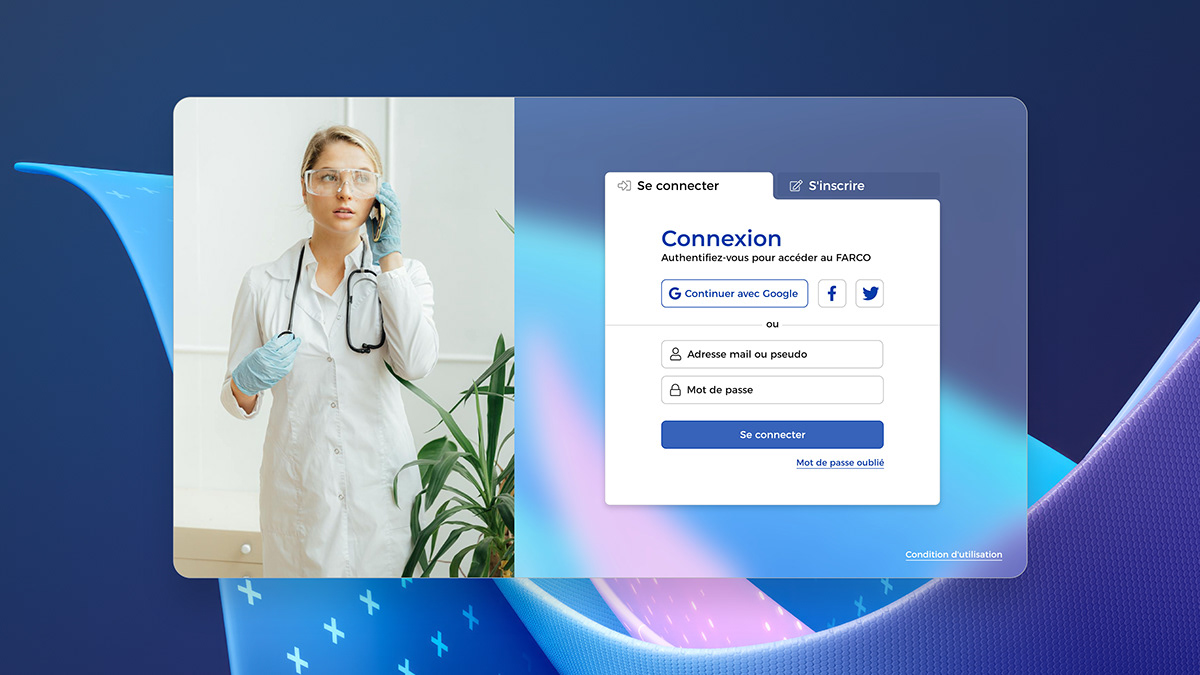 Se connecter
S'inscrire
Connexion
Authentifiez-vous pour accéder au FARCO
Continuer avec Google
ou
Adresse mail ou pseudo
Mot de passe
Se connecter
Mot de passe oublié
Condition d'utilisation